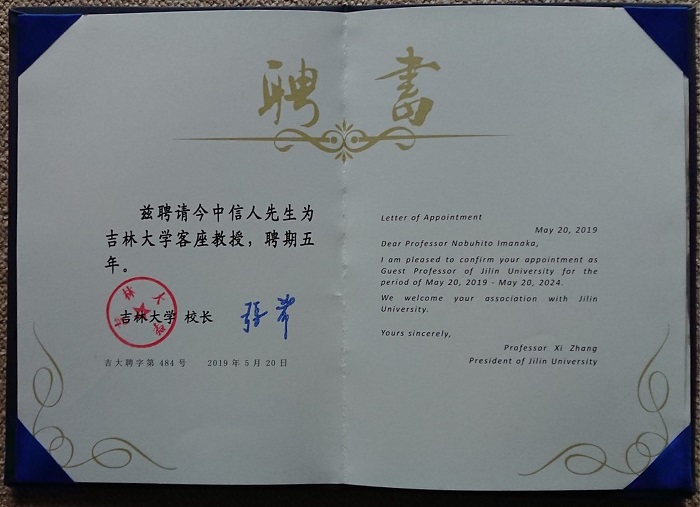 聘書
兹聘请今中信人先生为
吉林大学客座教授，聘期五
年。
吉林大学 校长
吉大聘字第 484 号 2019 年 5 月 20 日
Letter of Appointment
May 20, 2019
Dear Professor Nobuhito Imanaka,
I am pleased to confirm your appointment as
Guest Professor of Jilin University for the
period of May 20, 2019 - May 20, 2024.
We welcome your association with Jilin
University.
Yours sincerely,
Professor Xi Zhang
President of Jilin University